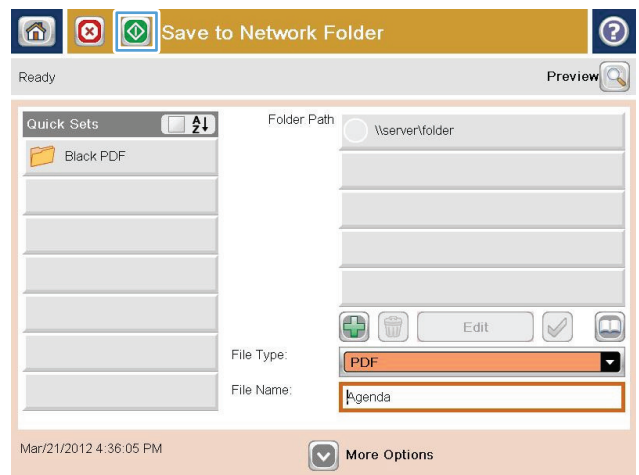 Save to Network Folder
Ready
Preview
Quick Sets
A Z
Folder Path
\\server\folder
Black PDF
Edit
File Type:
PDF
File Name:
Agenda
Mar/21/2012 4:36:05 PM
More Options